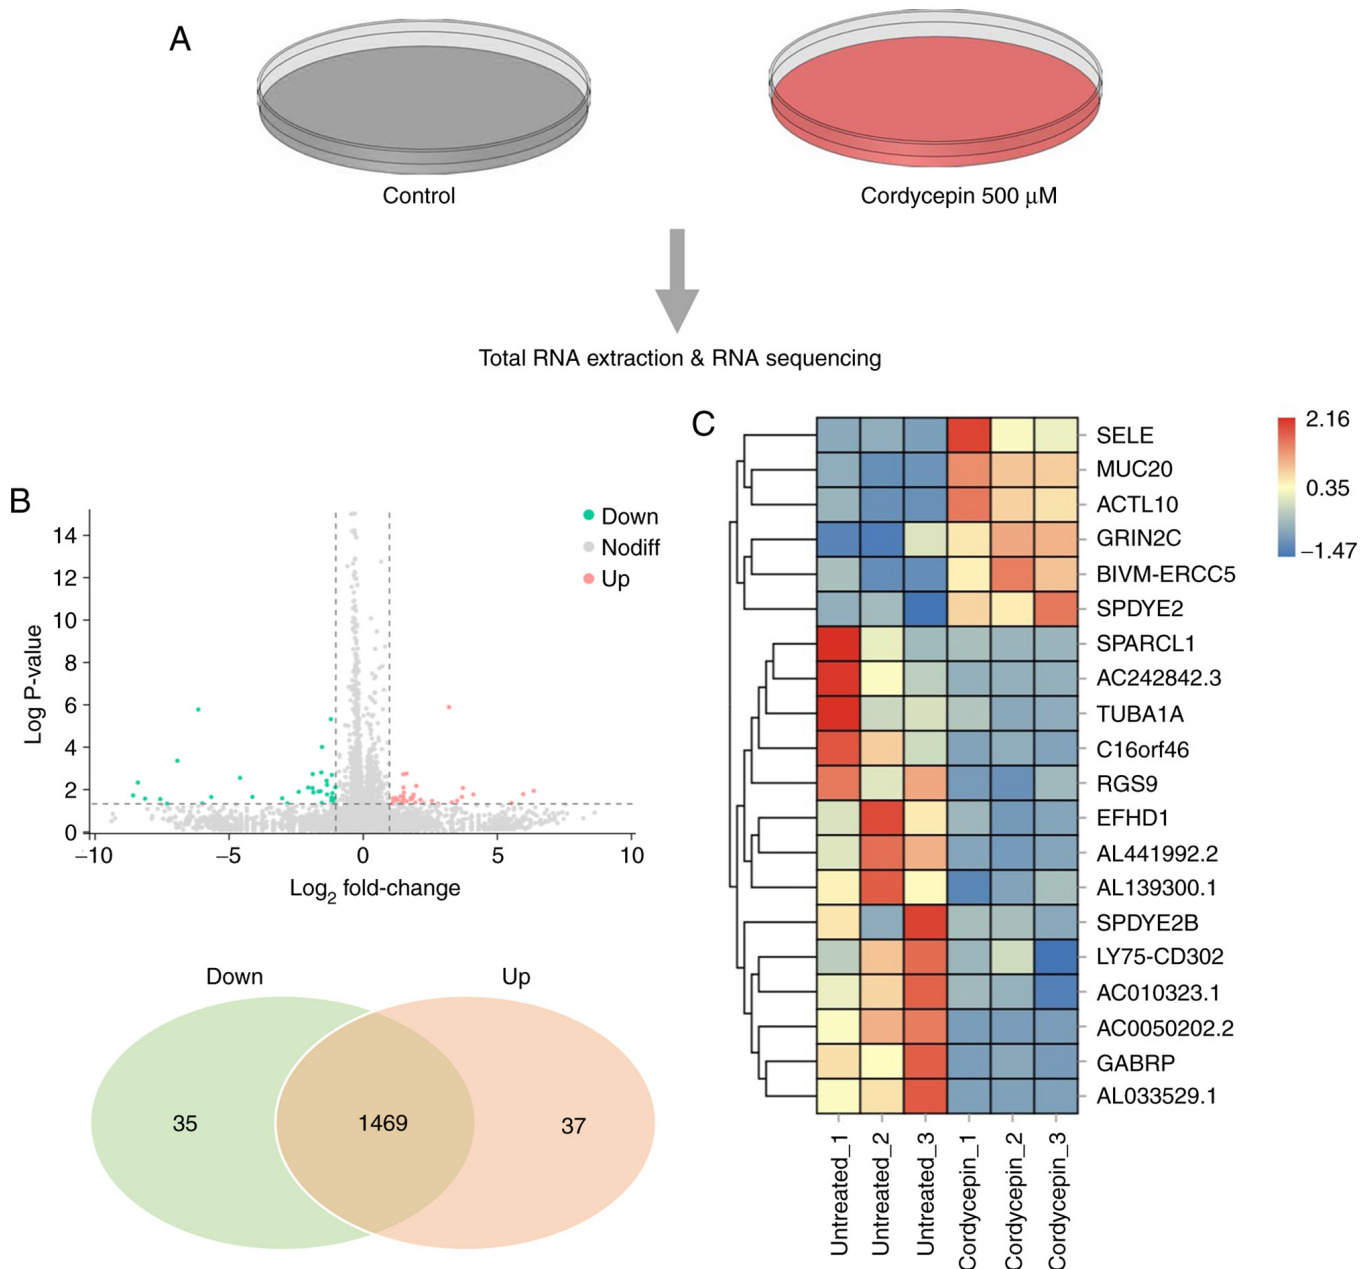 A
Control
Cordycepin 500 μM
Total RNA extraction & RNA sequencing
B
Down
Nodiff
Up
Log P-value
14
12
10
8
6
4
2
0
−10
−5
0
5
10
Log2 fold-change
Down
Up
35
1469
37
C
SELE
MUC20
ACTL10
GRIN2C
BIVM-ERCC5
SPDYE2
SPARCL1
AC242842.3
TUBA1A
C16orf46
RGS9
EFHD1
AL441992.2
AL139300.1
SPDYE2B
LY75-CD302
AC010323.1
AC0050202.2
GABRP
AL033529.1
2.16
0.35
−1.47
Untreated_1
Untreated_2
Untreated_3
Cordycepin_1
Cordycepin_2
Cordycepin_3